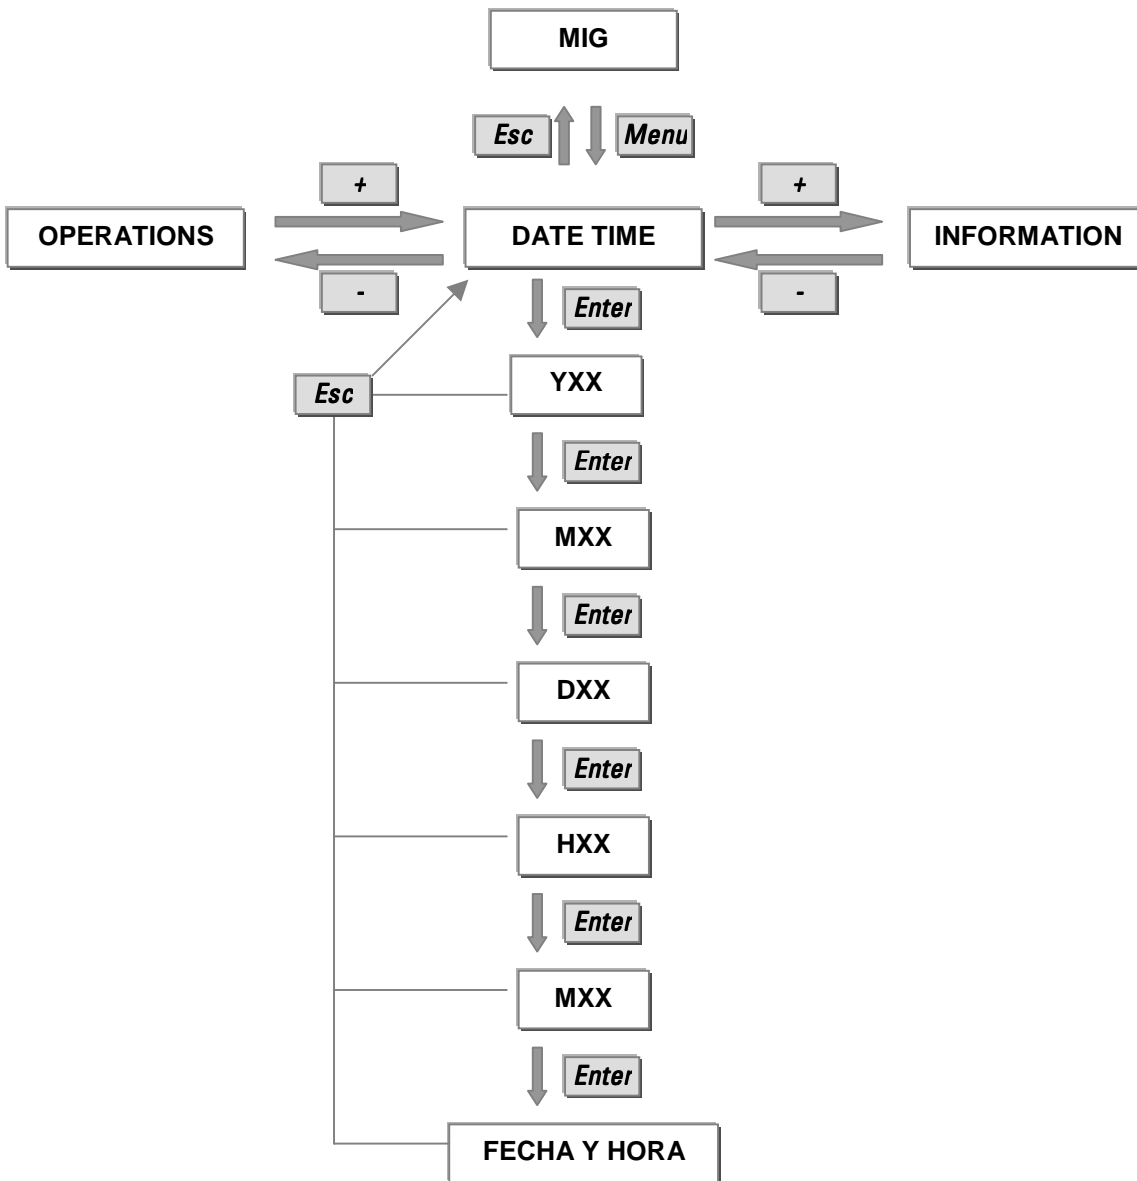 MIG
Esc
Menu
+
+
OPERATIONS
DATE TIME
INFORMATION
-
-
Enter
YXX
Esc
Enter
MXX
Enter
DXX
Enter
HXX
Enter
MXX
Enter
FECHA Y HORA